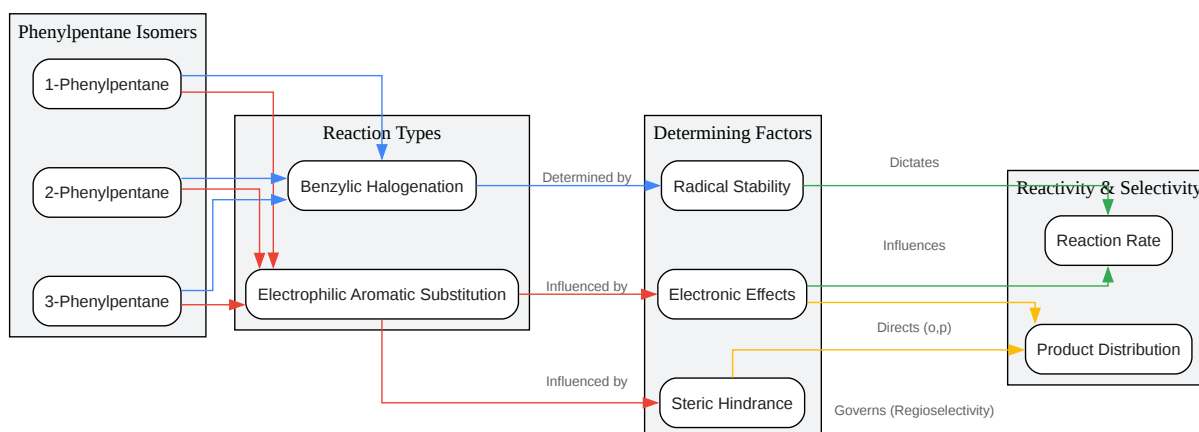 Phenylpentane Isomers
1-Phenylpentane
2-Phenylpentane
3-Phenylpentane
Reaction Types
Benzylic Halogenation
Electrophilic Aromatic Substitution
Determined by
Influenced by
Influenced by
Determining Factors
Radical Stability
Electronic Effects
Steric Hindrance
Dictates
Influences
Directs (o,p)
Governs (Regioselectivity)
Reactivity & Selectivity
Reaction Rate
Product Distribution